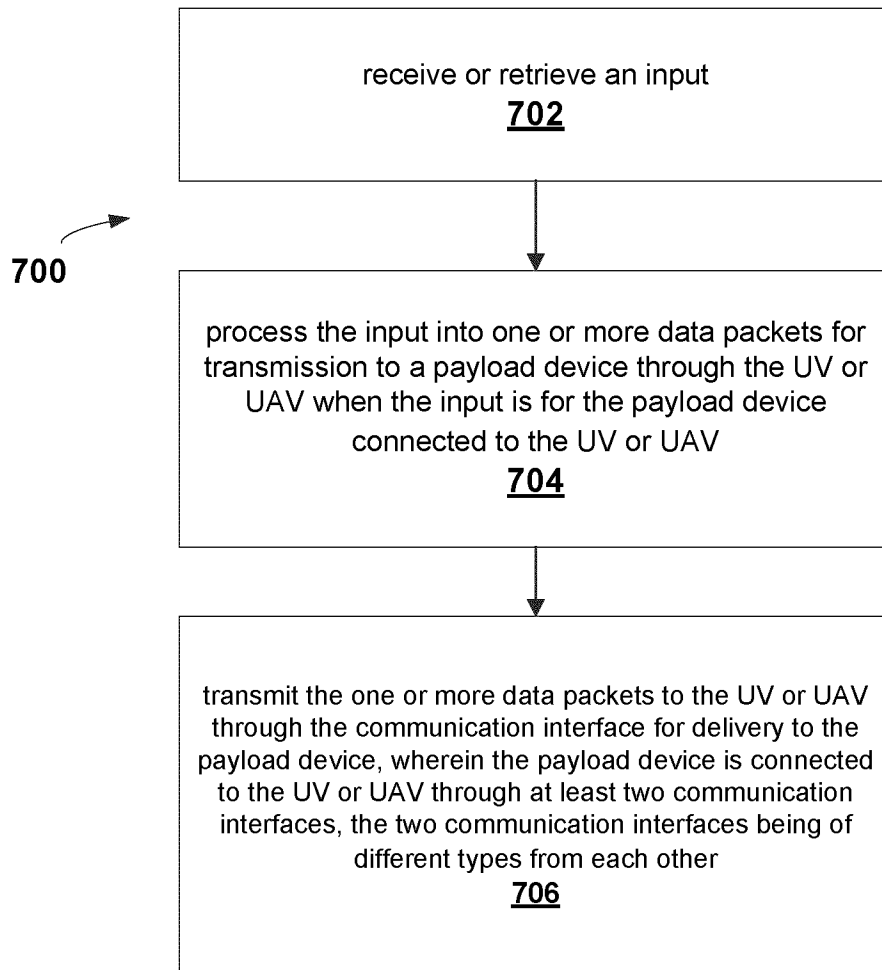 receive or retrieve an input
702
700
process the input into one or more data packets for
transmission to a payload device through the UV or
UAV when the input is for the payload device
connected to the UV or UAV
704
transmit the one or more data packets to the UV or UAV
through the communication interface for delivery to the
payload device, wherein the payload device is connected
to the UV or UAV through at least two communication
interfaces, the two communication interfaces being of
different types from each other
706